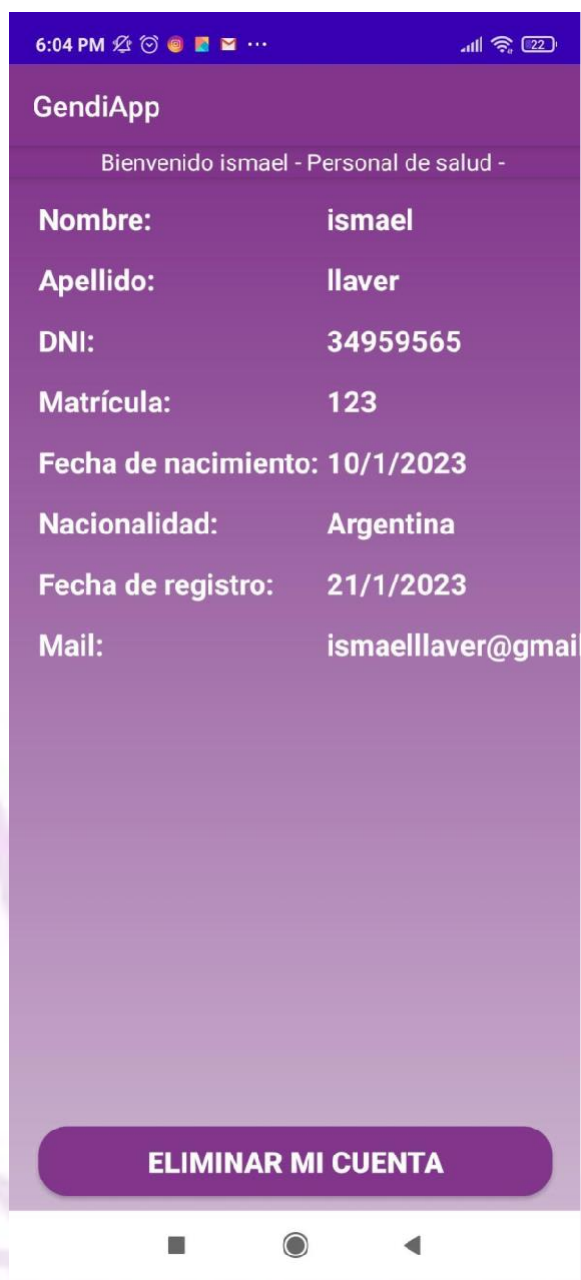 6:04 PM ... 22
GendiApp
Bienvenido ismael - Personal de salud -
Nombre: ismael
Apellido: llaver
DNI: 34959565
Matrícula: 123
Fecha de nacimiento: 10/1/2023
Nacionalidad: Argentina
Fecha de registro: 21/1/2023
Mail: ismaelllaver@gmail
ELIMINAR MI CUENTA